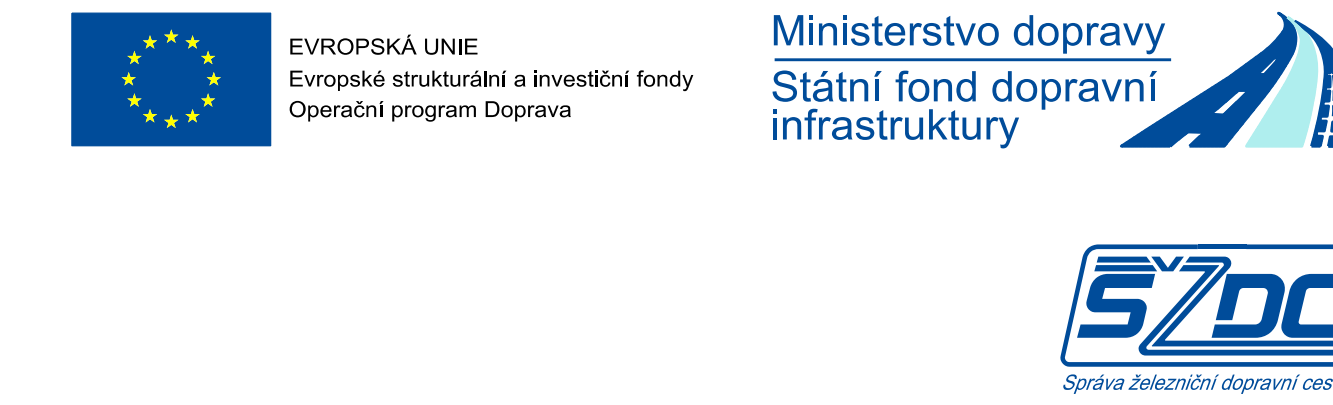 EVROPSKÁ UNIE
Evropské strukturální a investiční fondy
Operační program Doprava
Ministerstvo dopravy
Státní fond dopravní
infrastruktury
SŽDC
Správa železniční dopravní ces